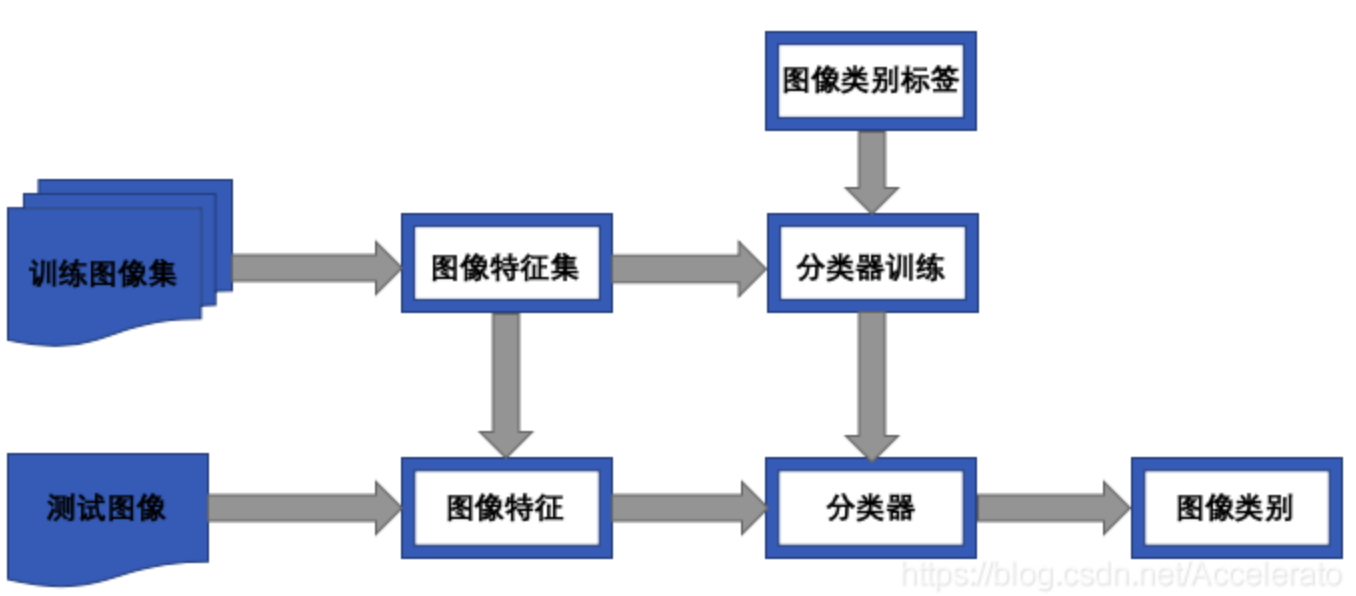 图像类别标签
训练图像集
图像特征集
分类器训练
测试图像
图像特征
分类器
图像类别
https://blog.csdn.net/Accelerato